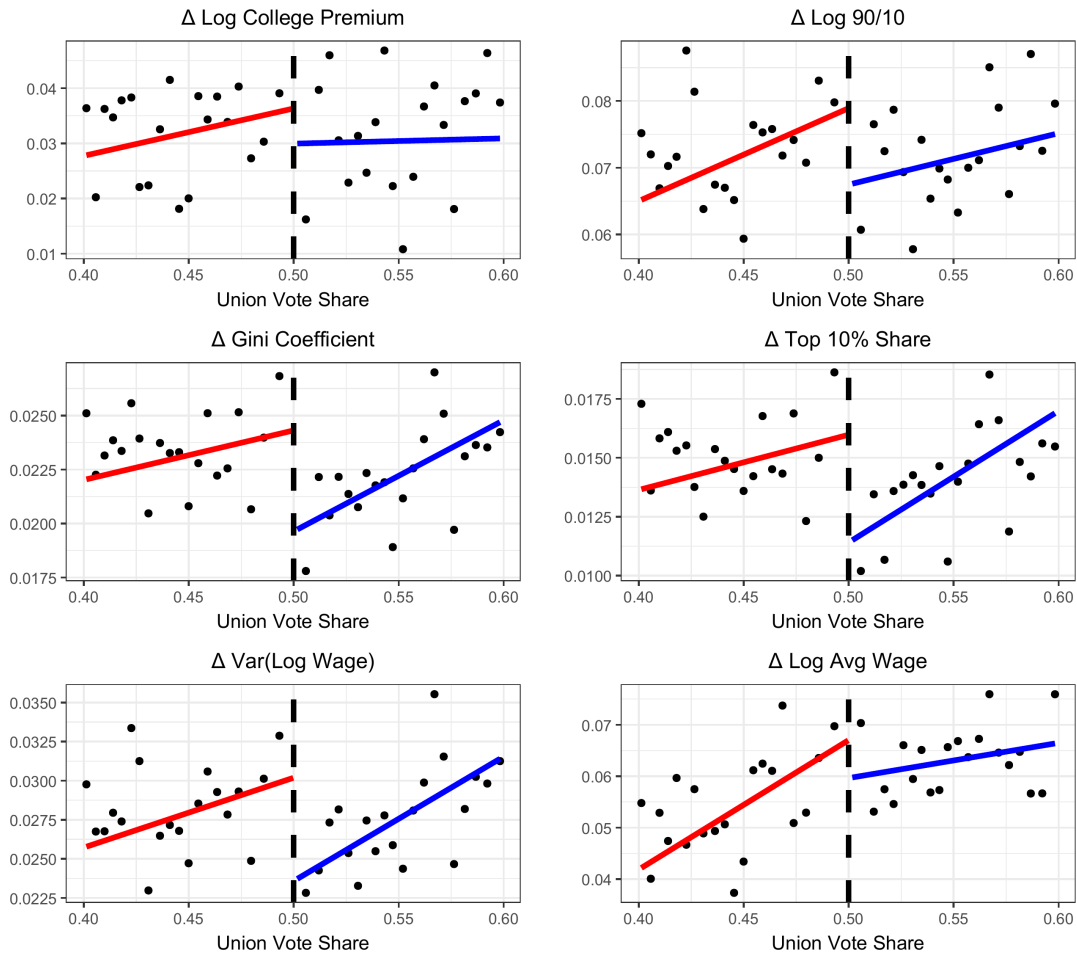 Δ Log College Premium
0.04
0.03
0.02
0.01
0.40 0.45 0.50 0.55 0.60
Union Vote Share
Δ Log 90/10
0.08
0.07
0.06
0.40 0.45 0.50 0.55 0.60
Union Vote Share
Δ Gini Coefficient
0.0250
0.0225
0.0200
0.0175
0.40 0.45 0.50 0.55 0.60
Union Vote Share
Δ Top 10% Share
0.0175
0.0150
0.0125
0.0100
0.40 0.45 0.50 0.55 0.60
Union Vote Share
Δ Var(Log Wage)
0.0350
0.0325
0.0300
0.0275
0.0250
0.0225
0.40 0.45 0.50 0.55 0.60
Union Vote Share
Δ Log Avg Wage
0.07
0.06
0.05
0.04
0.40 0.45 0.50 0.55 0.60
Union Vote Share